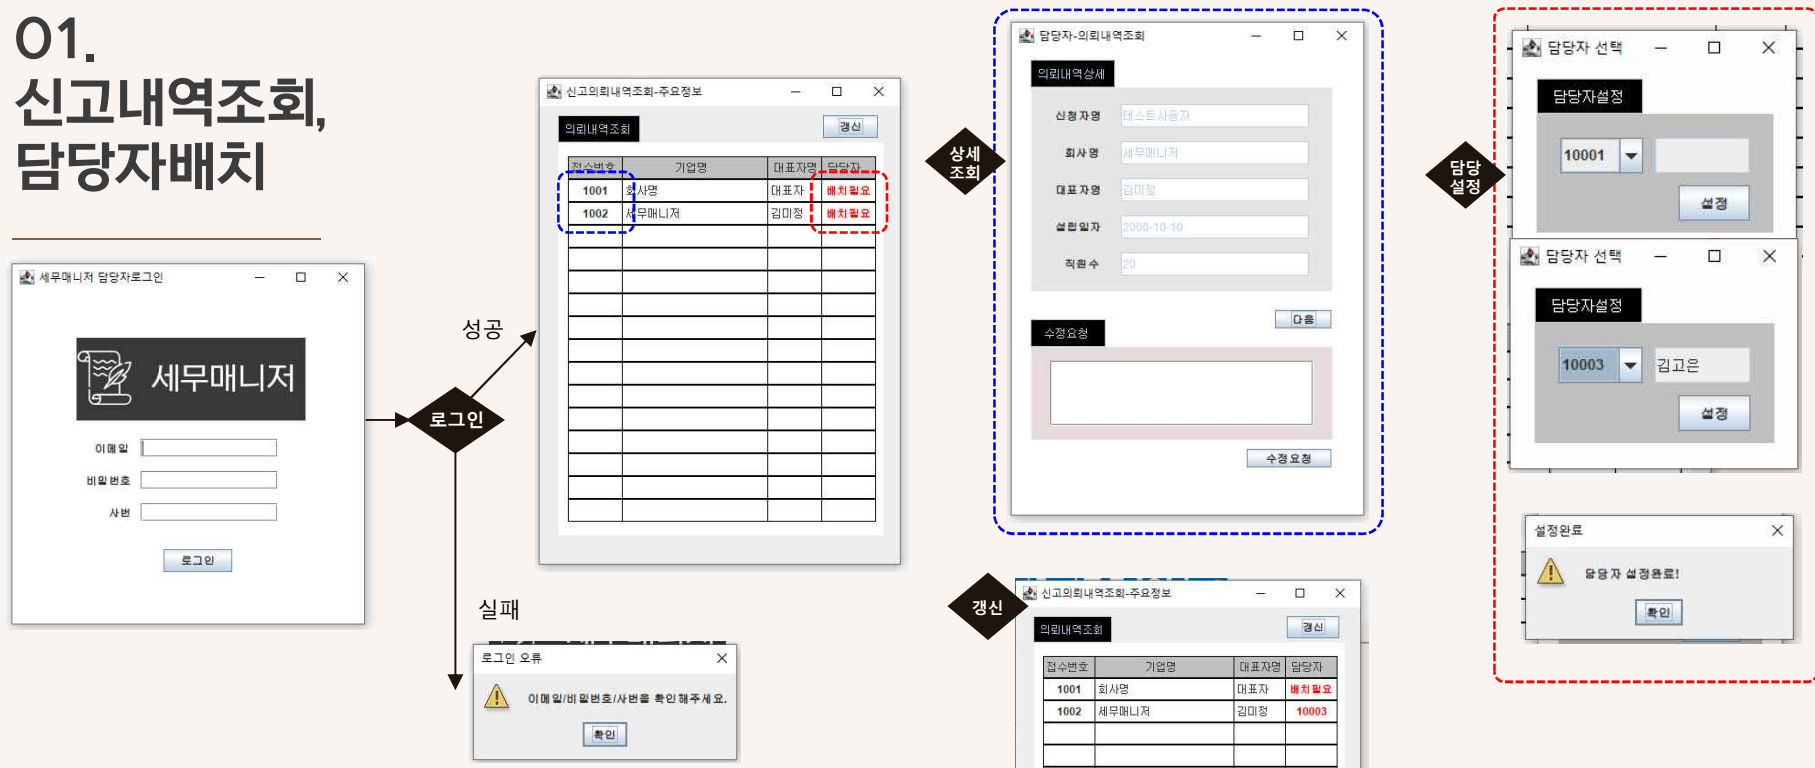 01.
신고내역조회,
담당자배치
세무매니저 담당자로그인
세무매니저
이메일
비밀번호
사번
로그인
로그인
성공
실패
신고의뢰내역조회-주요정보
의뢰내역조회
갱신
접수번호 기업명 대표자명 담당자
1001 회사명 대표자 배치필요
1002 세무매니저 김미정 배치필요
로그인 오류
이메일/비밀번호/사번을 확인해주세요.
확인
상세
조회
담당자-의뢰내역조회
의뢰내역상세
신청자명 테스트사용자
회사명 세무매니저
대표자명 김미정
설립일자 2000-10-10
직원수 20
다음
수정요청
수정요청
갱신
신고의뢰내역조회-주요정보
의뢰내역조회
갱신
접수번호 기업명 대표자명 담당자
1001 회사명 대표자 배치필요
1002 세무매니저 김미정 10003
담당
설정
담당자 선택
담당자설정
10001
설정
담당자 선택
담당자설정
10003 김고은
설정
설정완료
담당자 설정완료!
확인